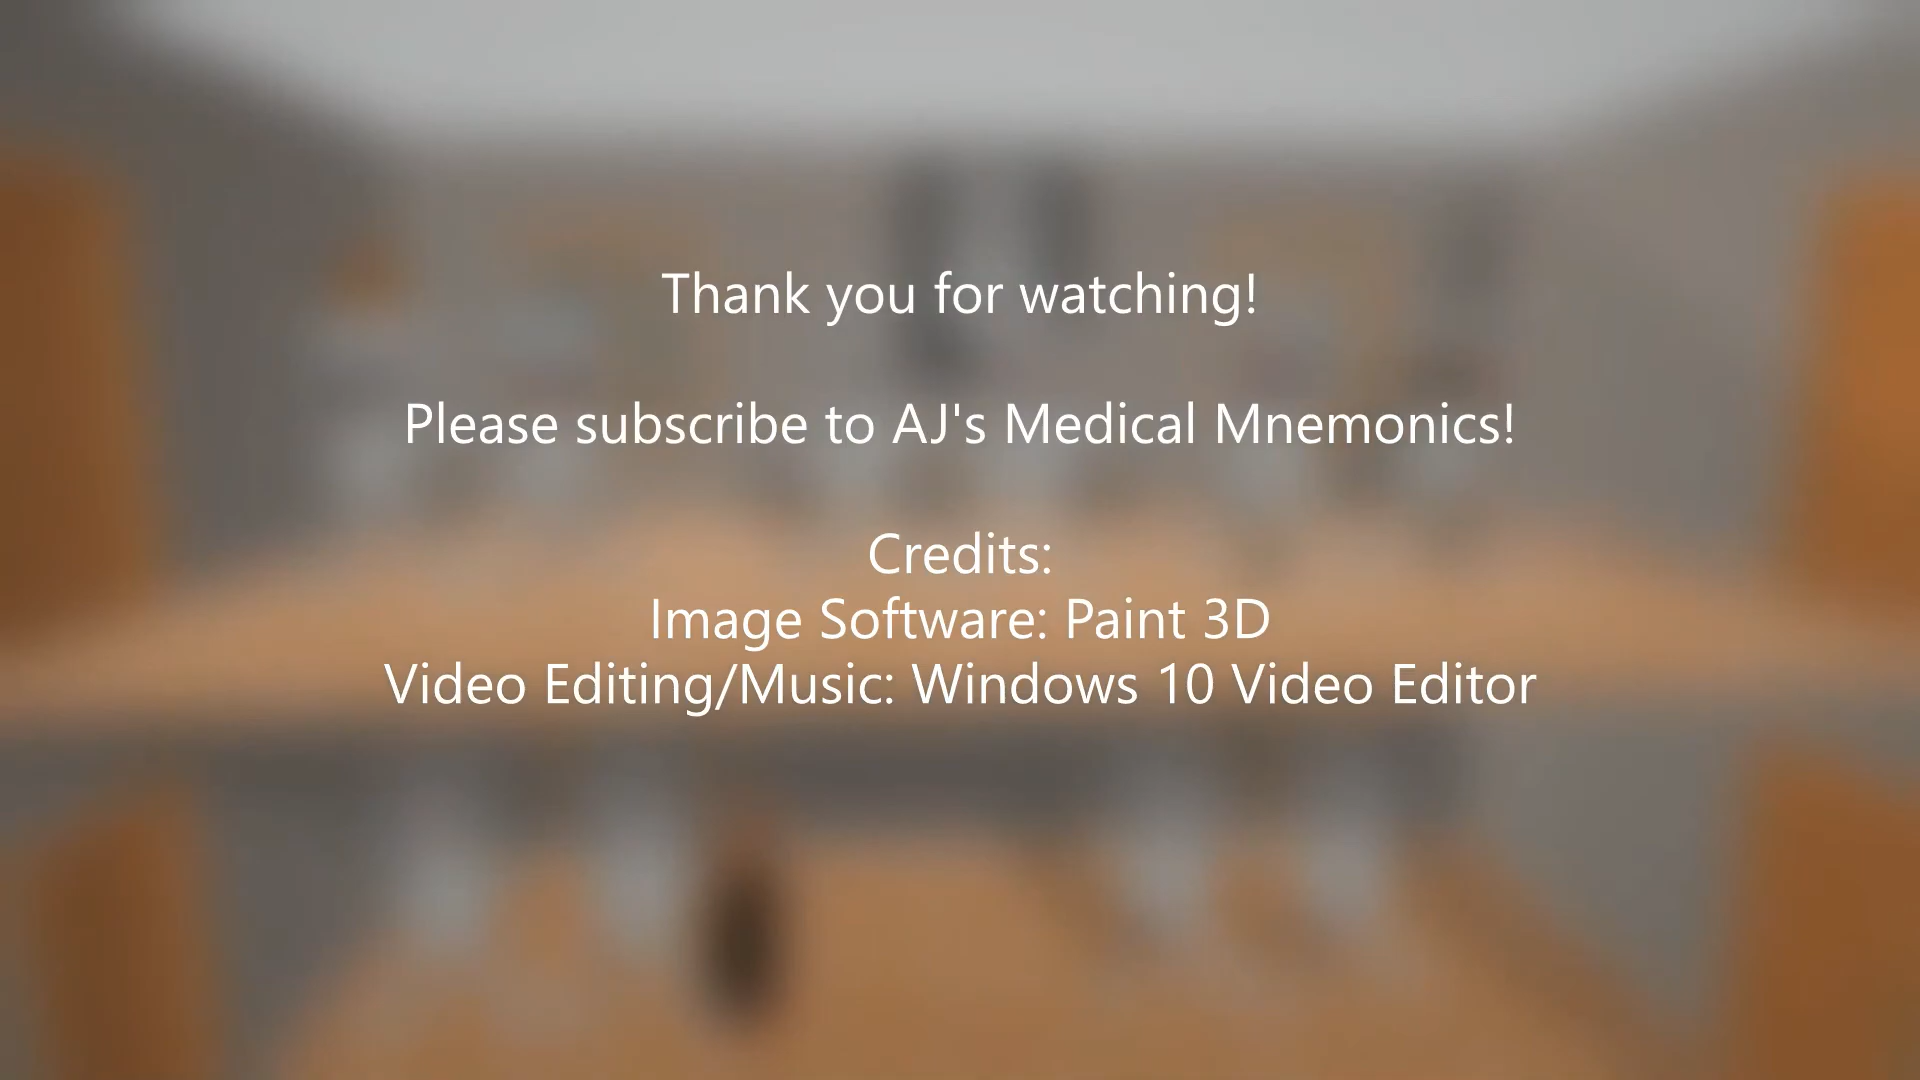 Thank you for watching!
Please subscribe to AJ's Medical Mnemonics!
Credits:
Image Software: Paint 3D
Video Editing/Music: Windows 10 Video Editor